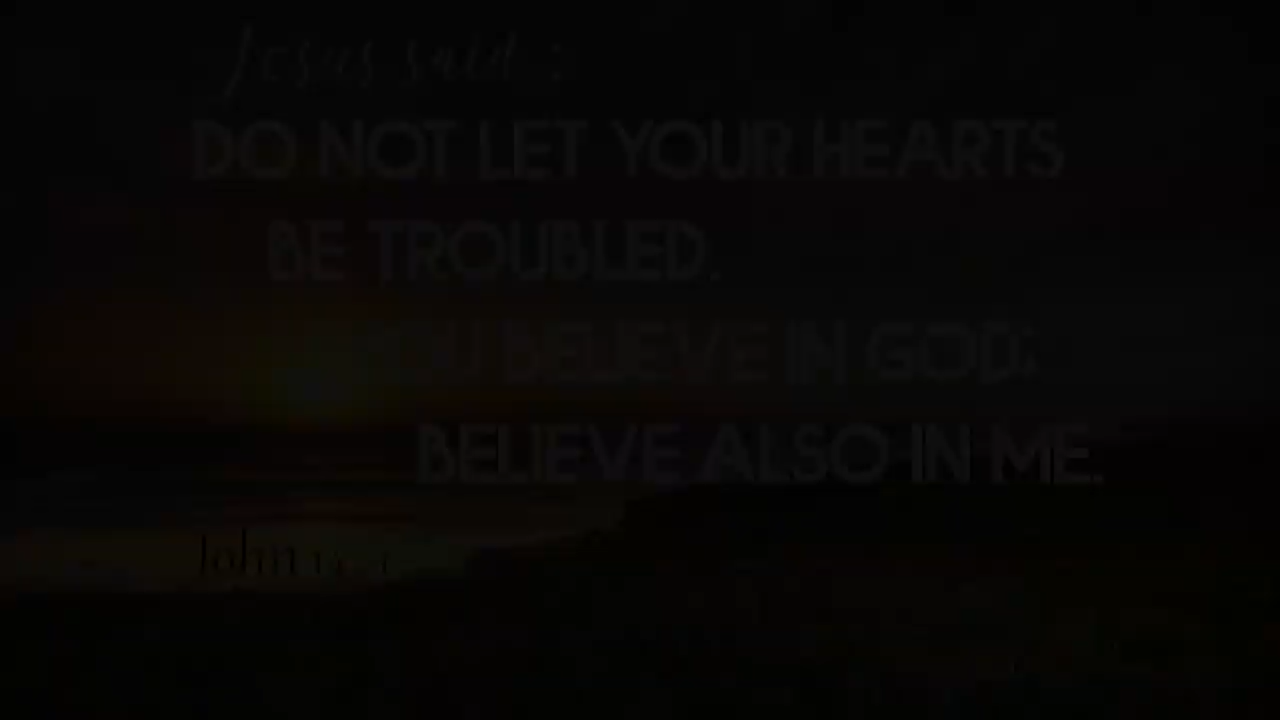 Jesus said :
DO NOT LET YOUR HEARTS
BE TROUBLED.
BELIEVE IN GOD;
BELIEVE ALSO IN ME.
John